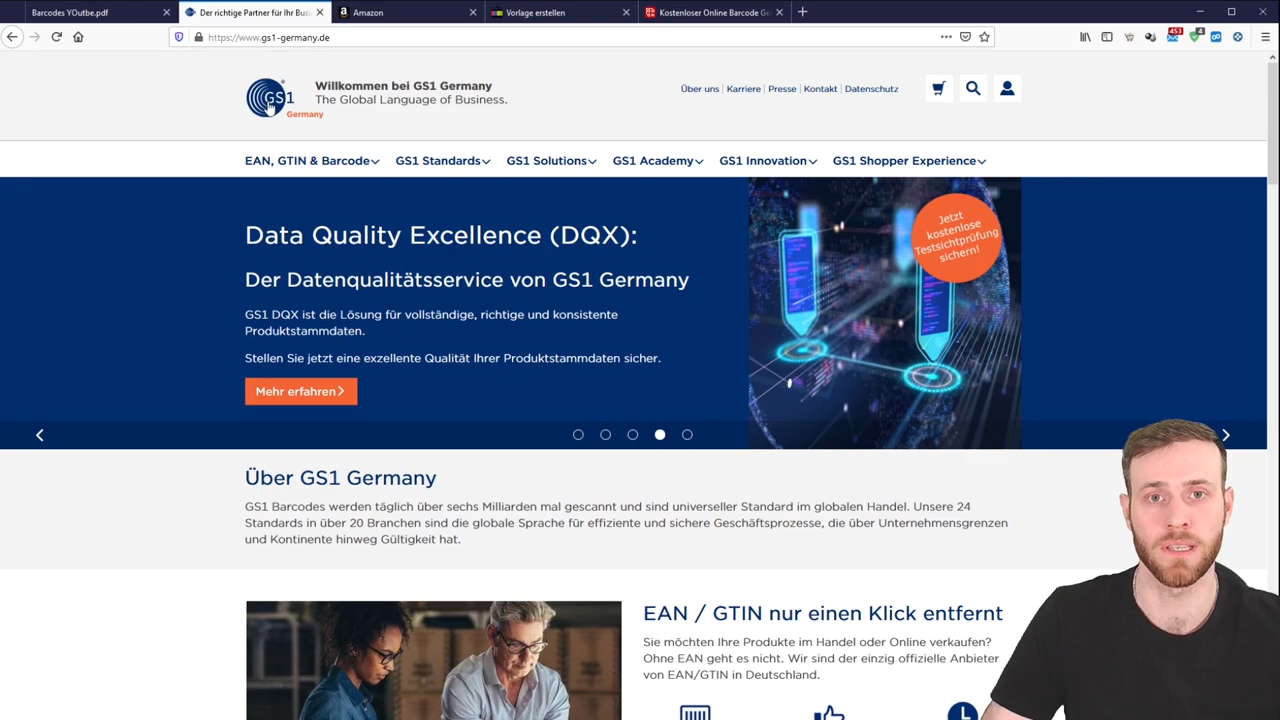 Barcodes YOutbe.pdf
Der richtige Partner für Ihr Busi
Amazon
Vorlage erstellen
Kostenloser Online Barcode Ge
https://www.gs1-germany.de
453
4
GS1
Germany
Willkommen bei GS1 Germany
The Global Language of Business.
Über uns | Karriere | Presse | Kontakt | Datenschutz
EAN, GTIN & Barcode
GS1 Standards
GS1 Solutions
GS1 Academy
GS1 Innovation
GS1 Shopper Experience
Data Quality Excellence (DQX):
Der Datenqualitätsservice von GS1 Germany
GS1 DQX ist die Lösung für vollständige, richtige und konsistente
Produktstammdaten.
Stellen Sie jetzt eine exzellente Qualität Ihrer Produktstammdaten sicher.
Mehr erfahren
Jetzt
kostenlose
Testsichtprüfung
sichern!
Über GS1 Germany
GS1 Barcodes werden täglich über sechs Milliarden mal gescannt und sind universeller Standard im globalen Handel. Unsere 24
Standards in über 20 Branchen sind die globale Sprache für effiziente und sichere Geschäftsprozesse, die über Unternehmensgrenzen
und Kontinente hinweg Gültigkeit hat.
EAN / GTIN nur einen Klick entfernt
Sie möchten Ihre Produkte im Handel oder Online verkaufen?
Ohne EAN geht es nicht. Wir sind der einzig offizielle Anbieter
von EAN/GTIN in Deutschland.